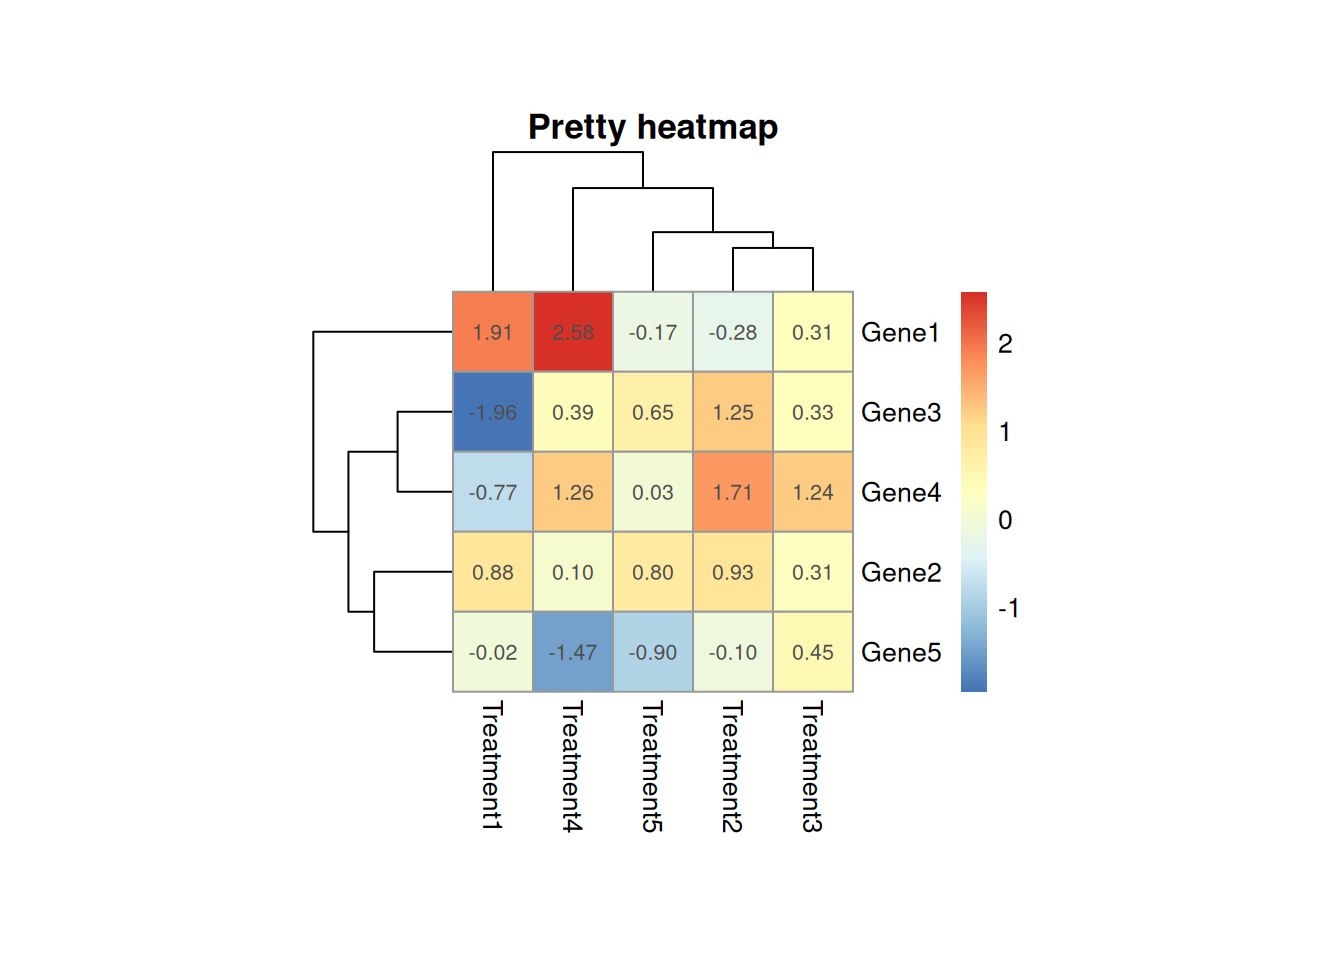 Pretty heatmap
1.91 2.58 -0.17 -0.28 0.31 Gene1
-1.96 0.39 0.65 1.25 0.33 Gene3
-0.77 1.26 0.03 1.71 1.24 Gene4
0.88 0.10 0.80 0.93 0.31 Gene2
-0.02 -1.47 -0.90 -0.10 0.45 Gene5
2
1
0
-1
Treatment1
Treatment4
Treatment5
Treatment2
Treatment3